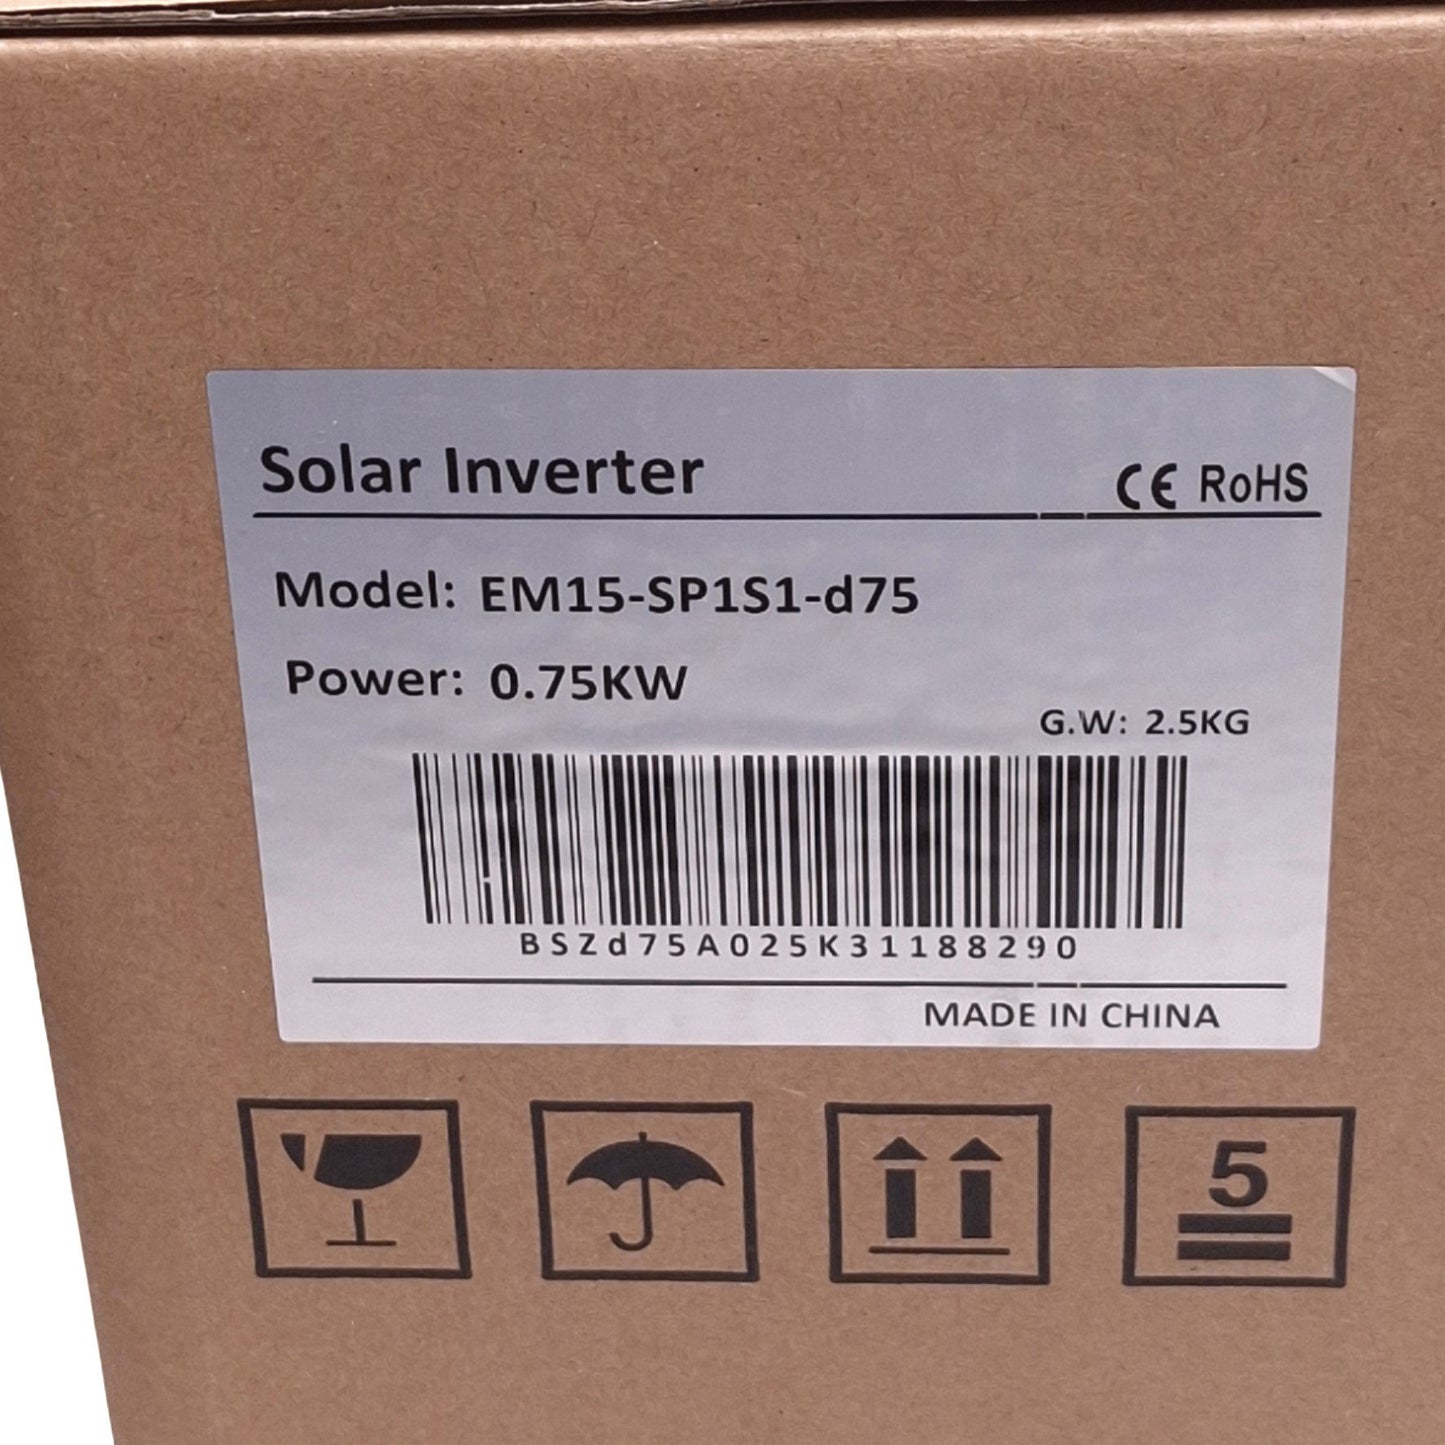 Solar Inverter
CE RoHS
Model: EM15-SP1S1-d75
Power: 0.75KW
G.W: 2.5KG
BSZd75A025K31188290
MADE IN CHINA
5